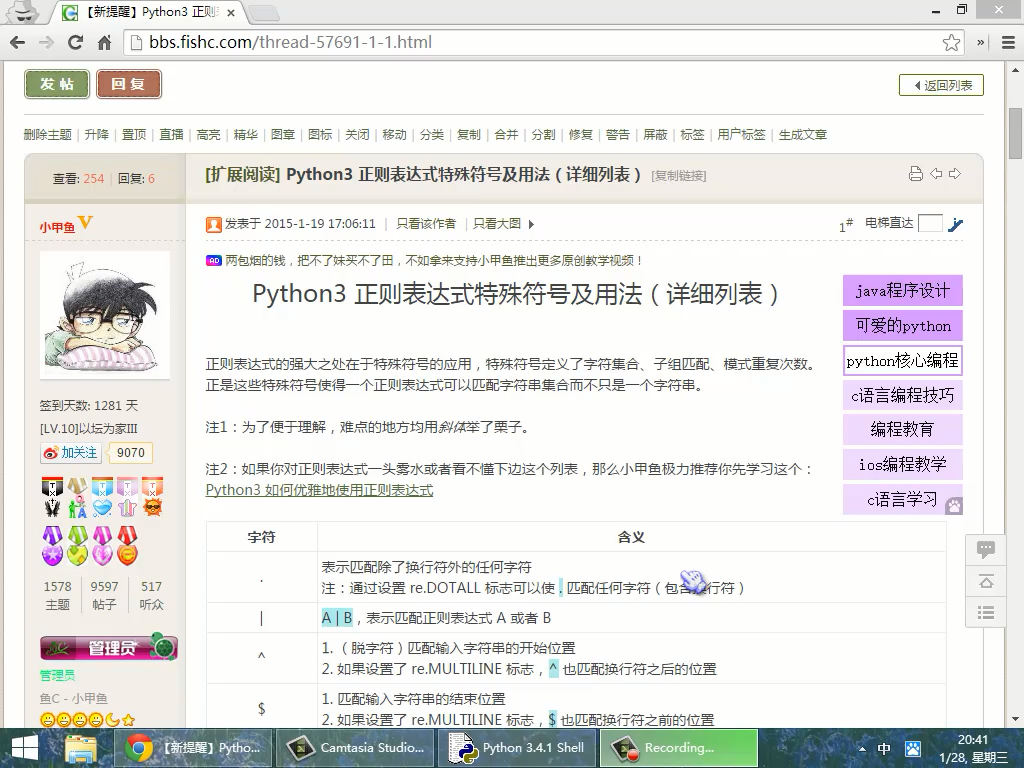 【新提醒】Python3 正则
bbs.fishc.com/thread-57691-1-1.html
发帖 回复 返回列表
删除主题 | 升降 | 置顶 | 直播 | 高亮 | 精华 | 图章 | 图标 | 关闭 | 移动 | 分类 | 复制 | 合并 | 分割 | 修复 | 警告 | 屏蔽 | 标签 | 用户标签 | 生成文章
查看: 254 | 回复: 6
[扩展阅读] Python3 正则表达式特殊符号及用法（详细列表） [复制链接]
小甲鱼
发表于 2015-1-19 17:06:11 | 只看该作者 | 只看大图
1# 电梯直达
两包烟的钱，把不了妹买不了田，不如拿来支持小甲鱼推出更多原创教学视频！
Python3 正则表达式特殊符号及用法（详细列表）
java程序设计
可爱的python
python核心编程
c语言编程技巧
编程教育
ios编程教学
c语言学习
正则表达式的强大之处在于特殊符号的应用，特殊符号定义了字符集合、子组匹配、模式重复次数。
正是这些特殊符号使得一个正则表达式可以匹配字符串集合而不只是一个字符串。
注1：为了便于理解，难点的地方均用斜体举了栗子。
注2：如果你对正则表达式一头雾水或者看不懂下边这个列表，那么小甲鱼极力推荐你先学习这个：
Python3 如何优雅地使用正则表达式
签到天数: 1281 天
[LV.10]以坛为家III
加关注 9070
1578 9597 517
主题 帖子 听众
管理员
管理员
鱼C - 小甲鱼
字符 含义
. 表示匹配除了换行符外的任何字符
注：通过设置 re.DOTALL 标志可以使 . 匹配任何字符（包含换行符）
| A | B，表示匹配正则表达式 A 或者 B
^ 1. （脱字符）匹配输入字符串的开始位置
2. 如果设置了 re.MULTILINE 标志，^ 也匹配换行符之后的位置
$ 1. 匹配输入字符串的结束位置
2. 如果设置了 re.MULTILINE 标志，$ 也匹配换行符之前的位置
【新提醒】Pytho... Camtasia Studio... Python 3.4.1 Shell Recording... 中 20:41
1/28, 星期三